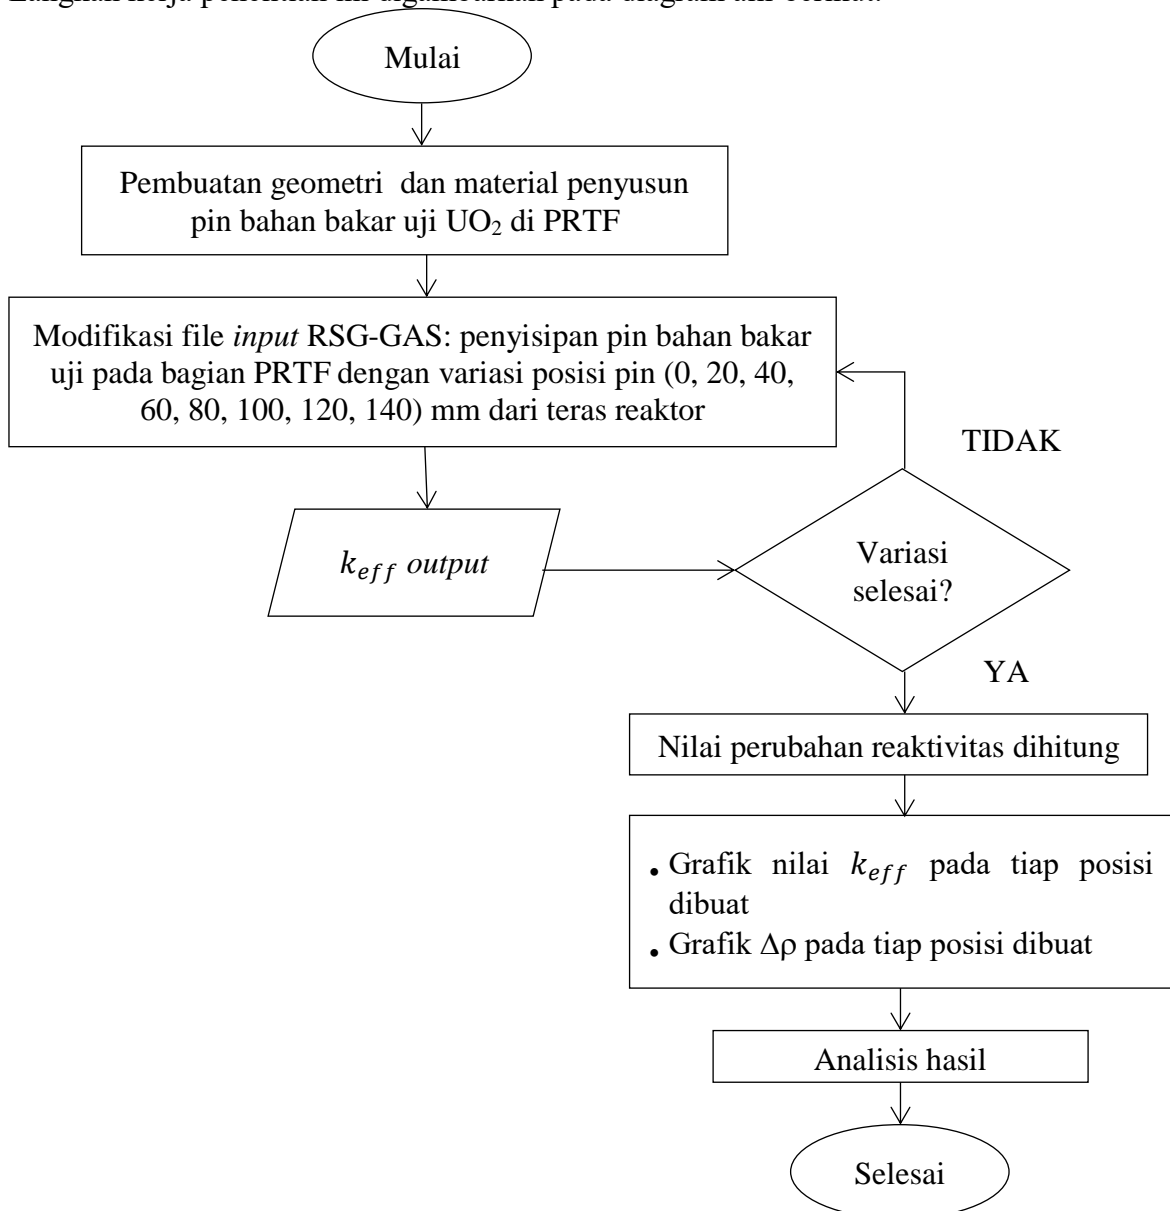 Langkah kerja penelitian ini digambarkan pada diagram alir berikut:
Mulai
Pembuatan geometri dan material penyusun
pin bahan bakar uji UO₂ di PRTF
Modifikasi file input RSG-GAS: penyisipan pin bahan bakar
uji pada bagian PRTF dengan variasi posisi pin (0, 20, 40,
60, 80, 100, 120, 140) mm dari teras reaktor
TIDAK
k_eff output
Variasi
selesai?
YA
Nilai perubahan reaktivitas dihitung
• Grafik nilai k_eff pada tiap posisi
dibuat
• Grafik Δρ pada tiap posisi dibuat
Analisis hasil
Selesai